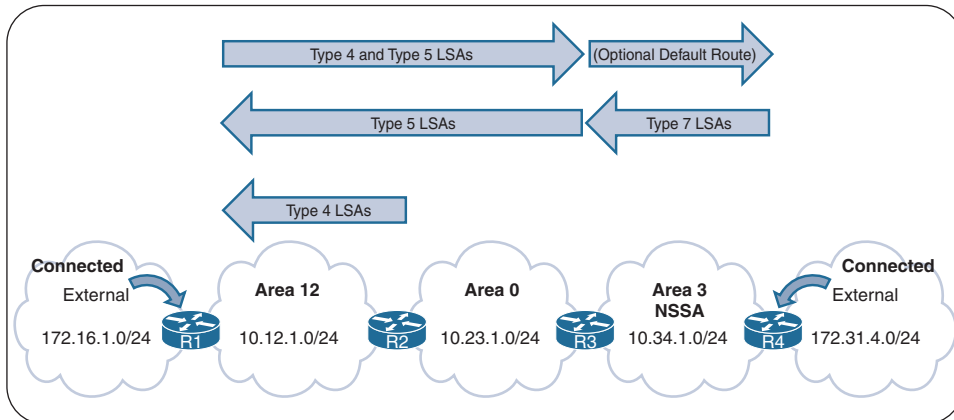 Type 4 and Type 5 LSAs
(Optional Default Route)
Type 5 LSAs
Type 7 LSAs
Type 4 LSAs
Connected
External
172.16.1.0/24
R1
Area 12
10.12.1.0/24
R2
Area 0
10.23.1.0/24
R3
Area 3
NSSA
10.34.1.0/24
R4
Connected
External
172.31.4.0/24